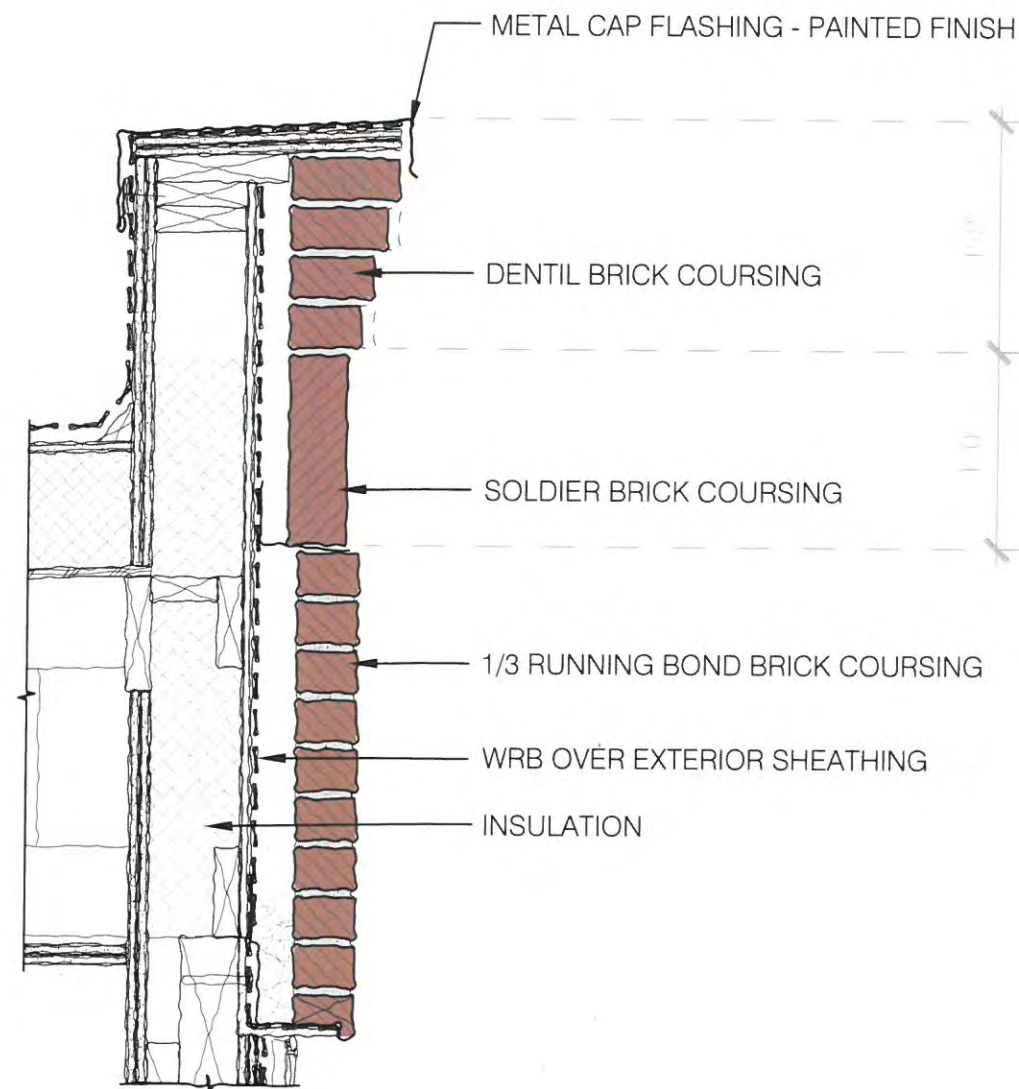 METAL CAP FLASHING - PAINTED FINISH
DENTIL BRICK COURSING
SOLDIER BRICK COURSING
1/3 RUNNING BOND BRICK COURSING
WRB OVER EXTERIOR SHEATHING
INSULATION